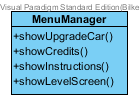 Visual Paradigm Standard Edition(Bike
MenuManager
+showUpgradeCar()
+showCredits()
+showInstructions()
+showLevelScreen()